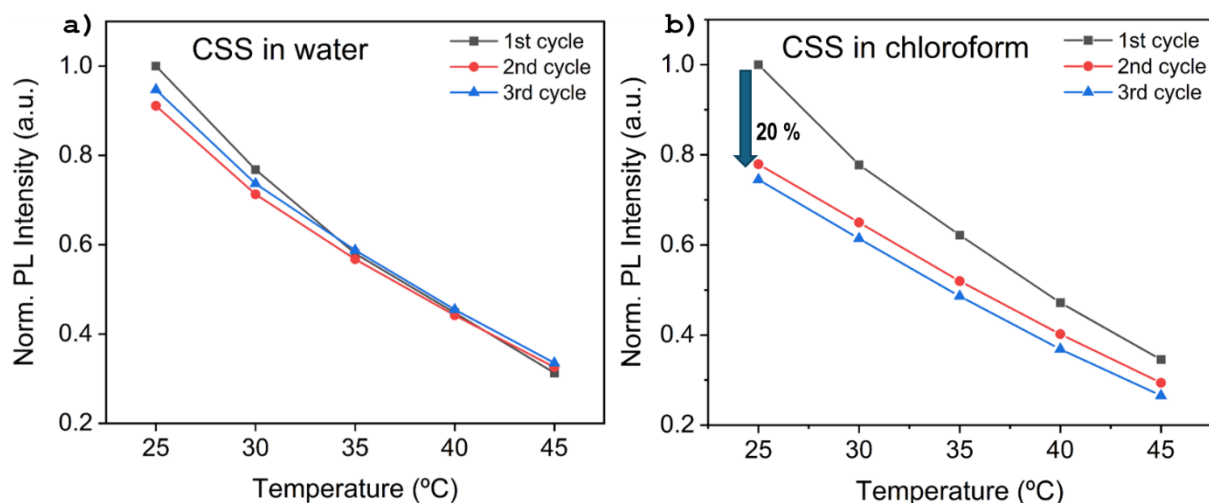 a)
CSS in water
1st cycle
2nd cycle
3rd cycle
Norm. PL Intensity (a.u.)
1.0
0.8
0.6
0.4
0.2
25 30 35 40 45
Temperature (ºC)
b)
CSS in chloroform
1st cycle
2nd cycle
3rd cycle
20 %
Norm. PL Intensity (a.u.)
1.0
0.8
0.6
0.4
0.2
25 30 35 40 45
Temperature (ºC)